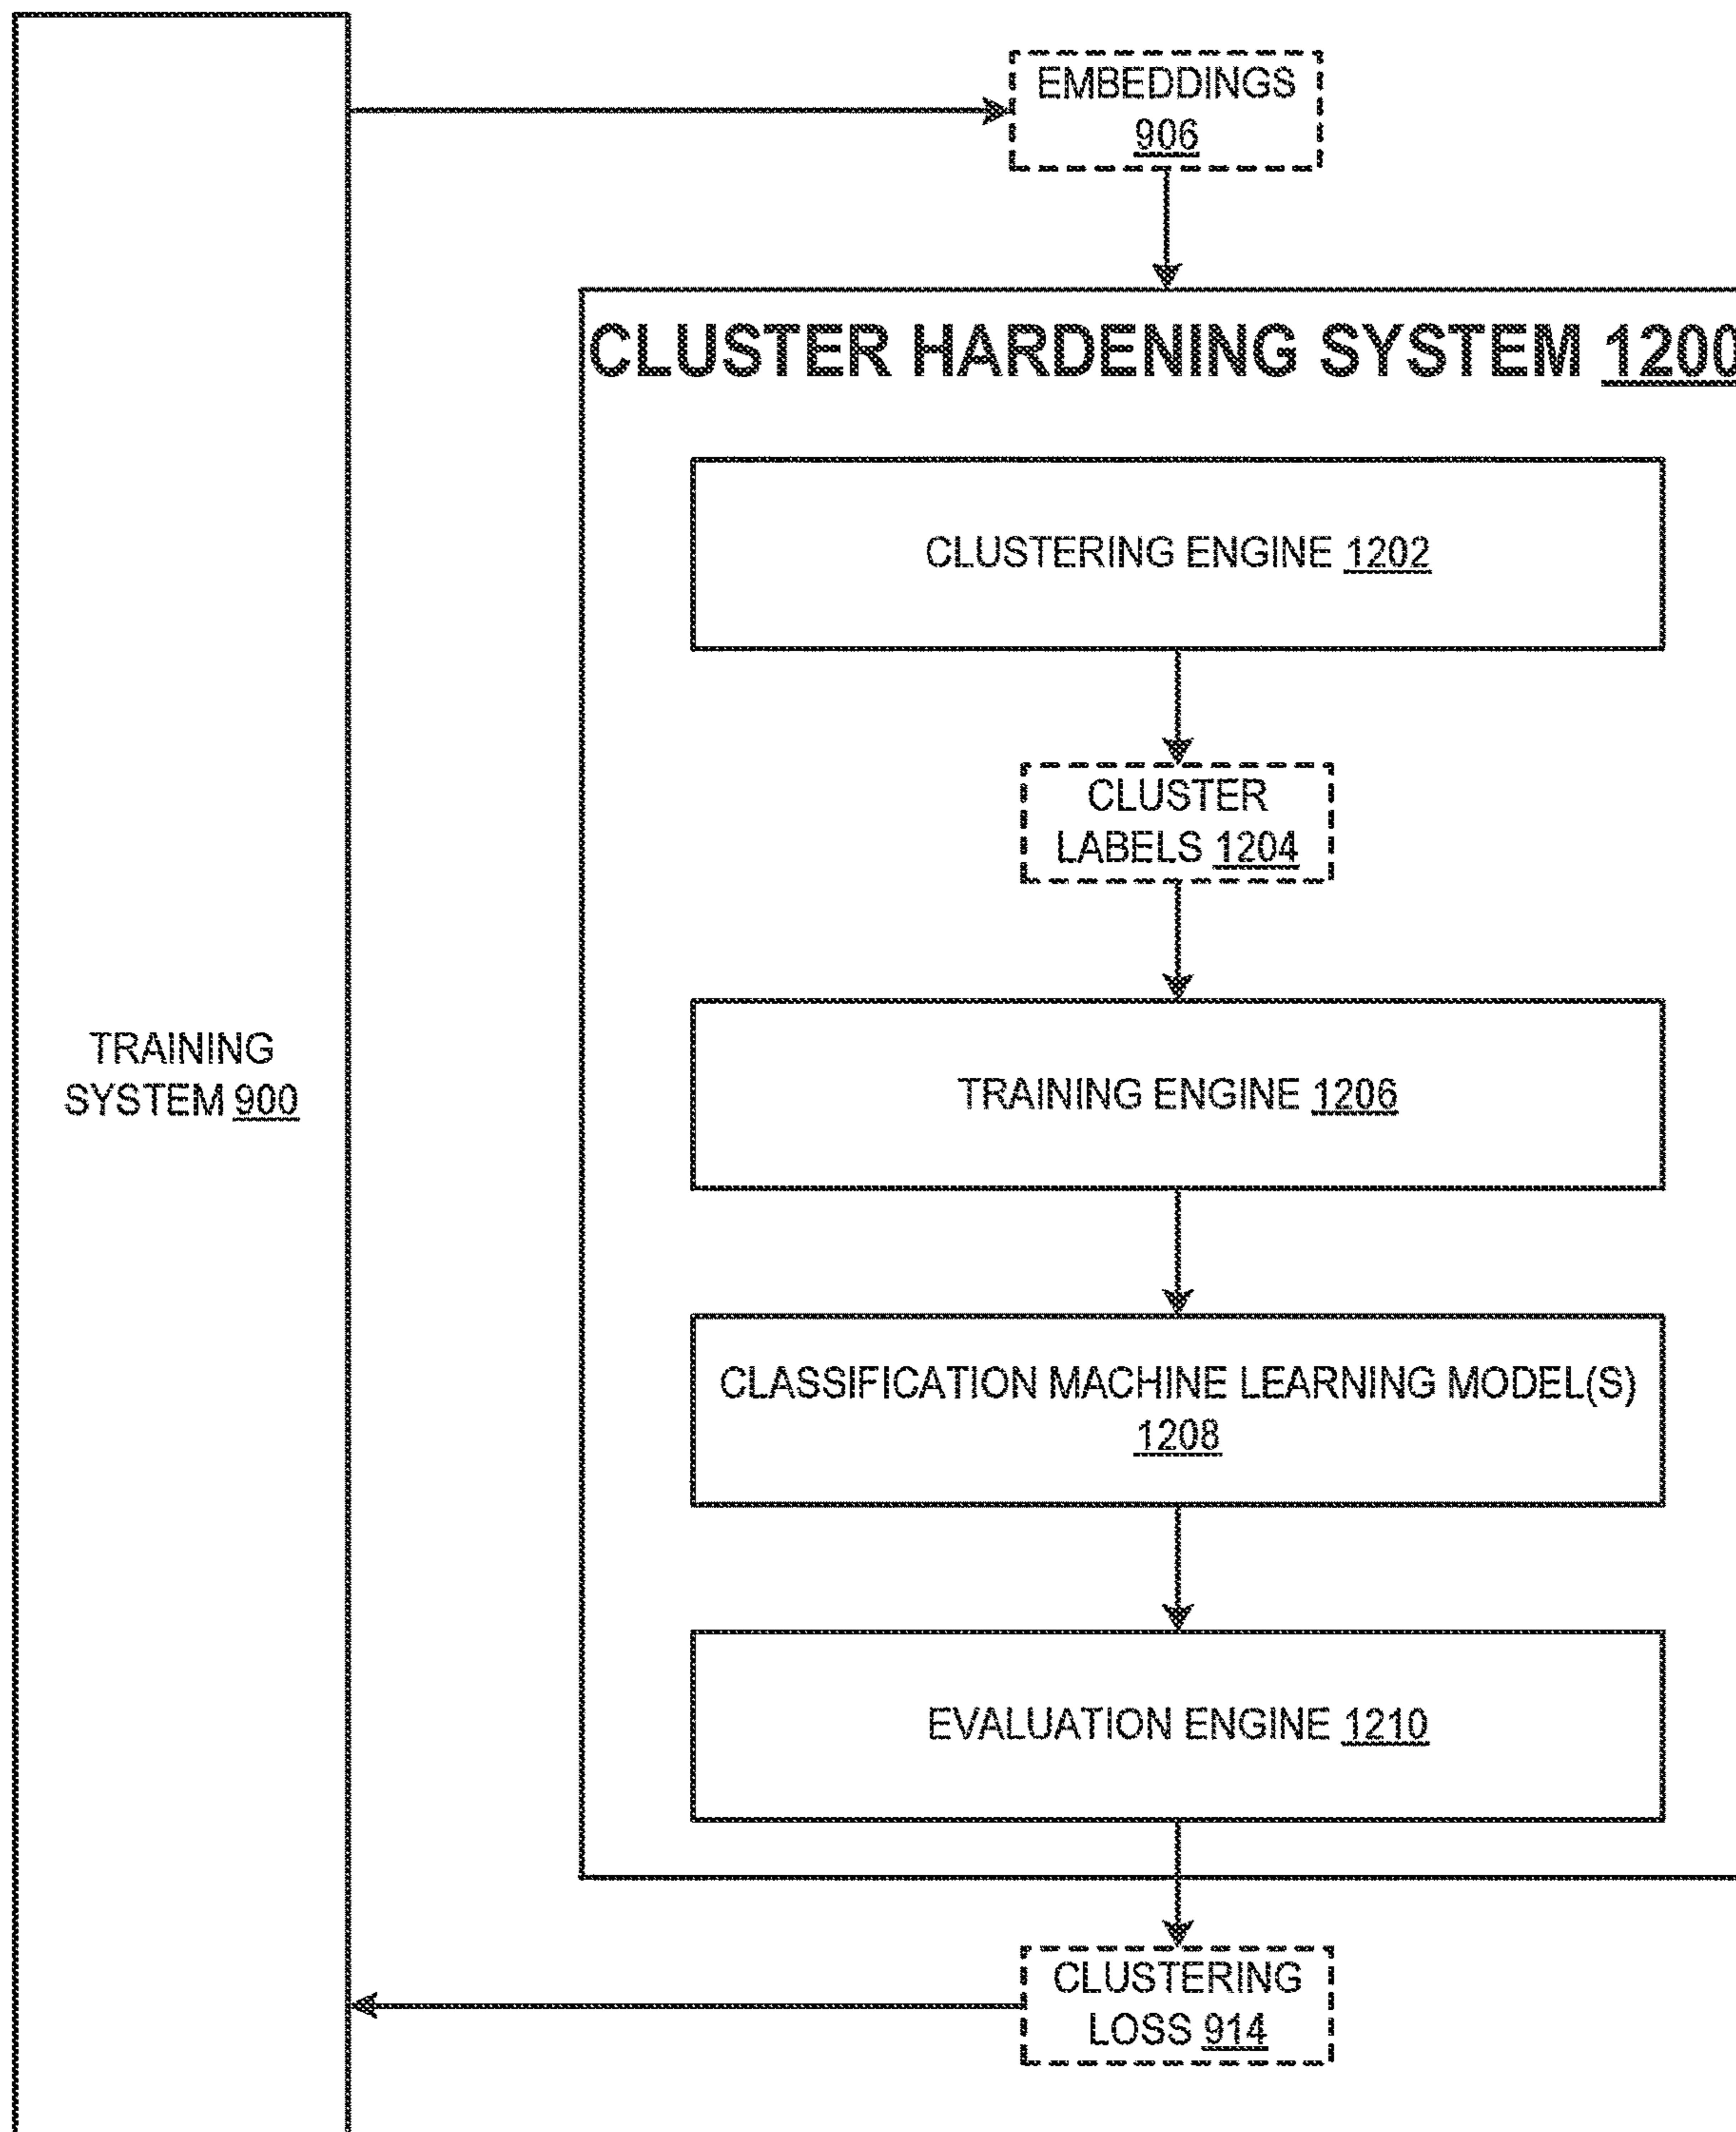 EMBEDDINGS
906
CLUSTER HARDENING SYSTEM 1200
CLUSTERING ENGINE 1202
CLUSTER
LABELS 1204
TRAINING
SYSTEM 900
TRAINING ENGINE 1206
CLASSIFICATION MACHINE LEARNING MODEL(S)
1208
EVALUATION ENGINE 1210
CLUSTERING
LOSS 914